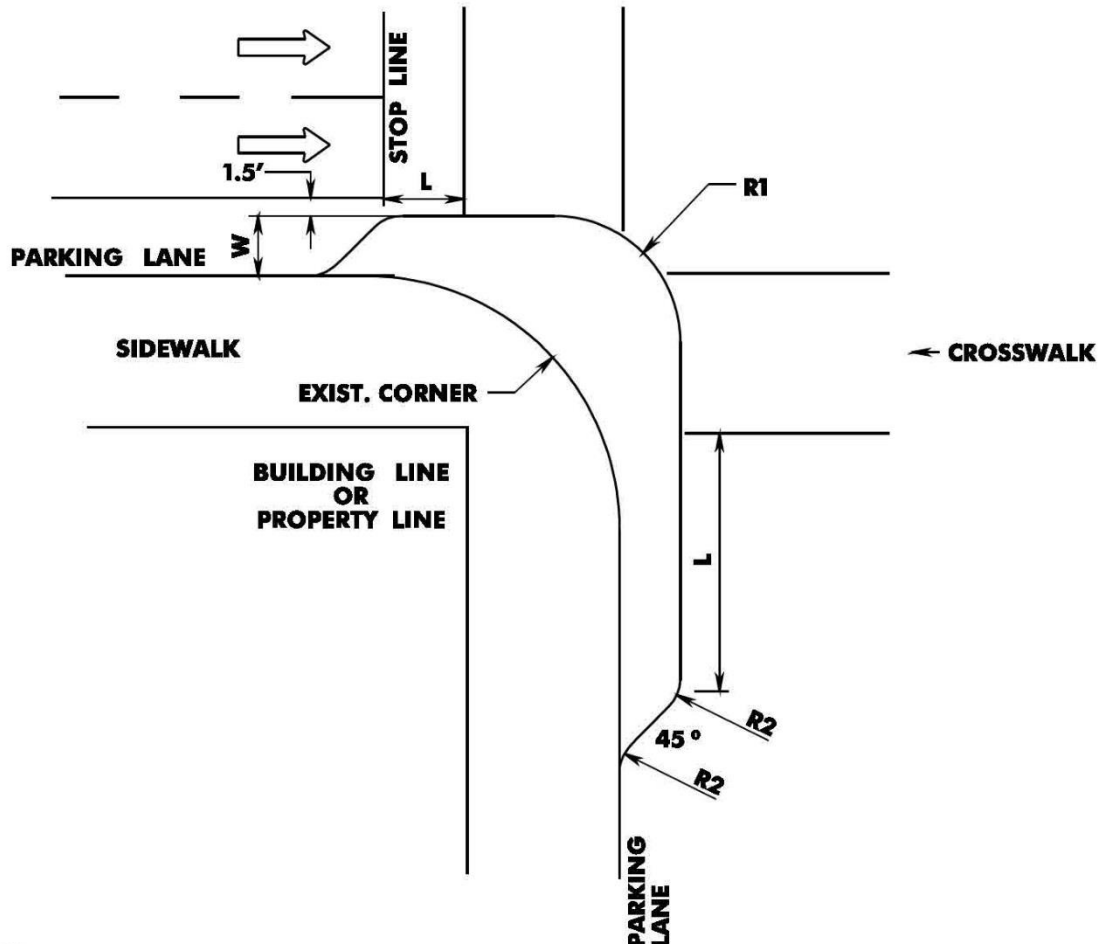 STOP LINE
1.5'
L
R1
W
PARKING LANE
SIDEWALK
CROSSWALK
EXIST. CORNER
BUILDING LINE
OR
PROPERTY LINE
L
R2
45°
R2
PARKING
LANE